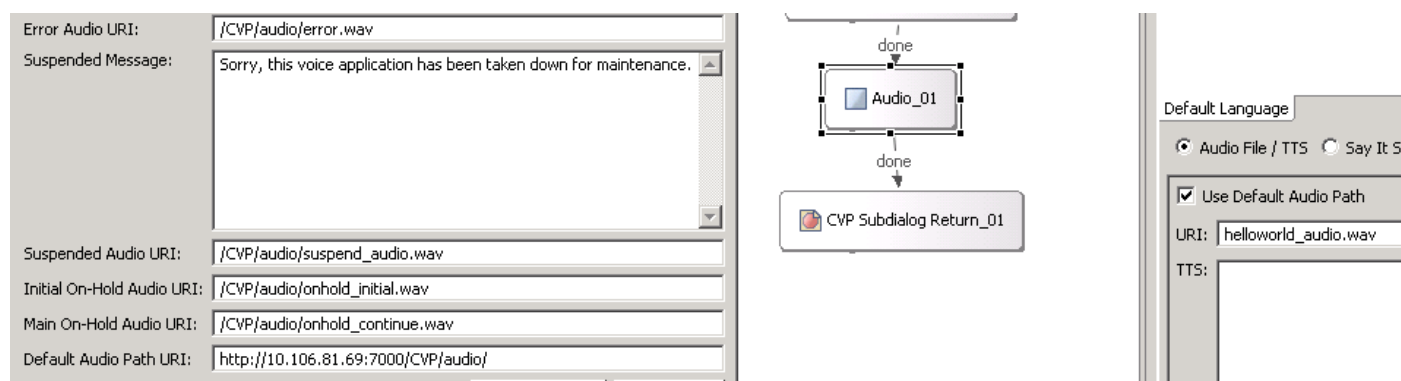 Error Audio URI: /CVP/audio/error.wav
Suspended Message: Sorry, this voice application has been taken down for maintenance.
Suspended Audio URI: /CVP/audio/suspend_audio.wav
Initial On-Hold Audio URI: /CVP/audio/onhold_initial.wav
Main On-Hold Audio URI: /CVP/audio/onhold_continue.wav
Default Audio Path URI: http://10.106.81.69:7000/CVP/audio/
done
Audio_01
done
CVP Subdialog Return_01
Default Language
Audio File / TTS Say It S
Use Default Audio Path
URI: helloworld_audio.wav
TTS: